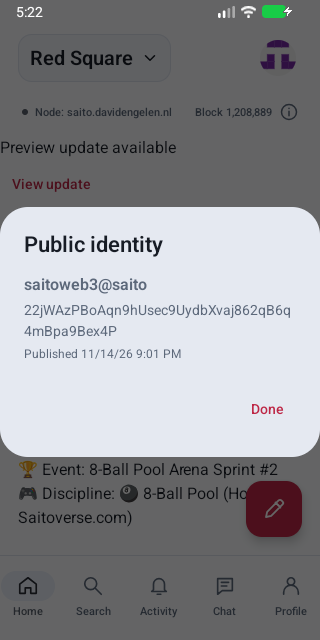 5:22
Red Square
Node: saito.davidengelen.nl Block 1,208,889
Preview update available
View update
Public identity
saitoweb3@saito
22jWAzPBoAqn9hUsec9UydbXvaj862qB6q
4mBpa9Bex4P
Published 11/14/26 9:01 PM
Done
🏆 Event: 8-Ball Pool Arena Sprint #2
🎮 Discipline: 🎱 8-Ball Pool (Ho
Saitoverse.com)
Home Search Activity Chat Profile